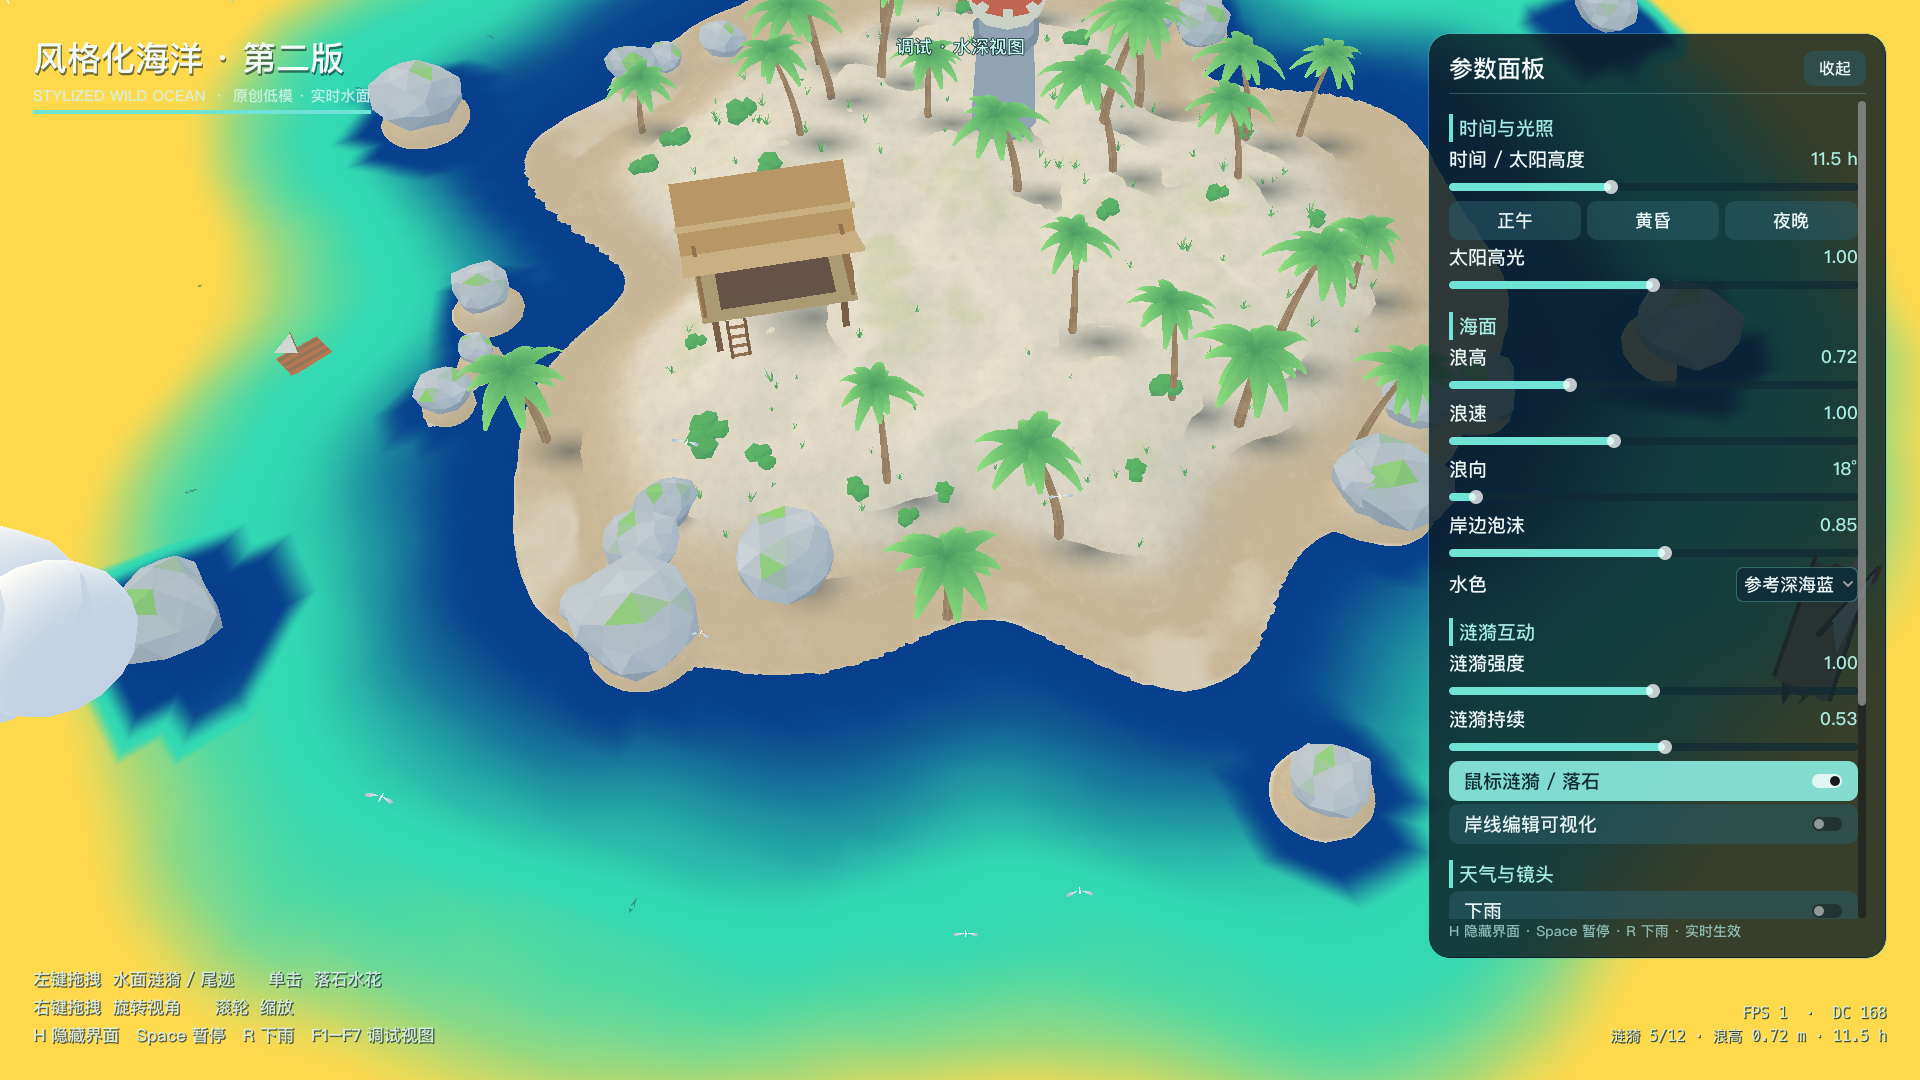 风格化海洋 · 第二版
STYLIZED WILD OCEAN · 原创低模 · 实时水面
调试 · 水深视图
参数面板
收起
时间与光照
时间 / 太阳高度 11.5 h
正午 黄昏 夜晚
太阳高光 1.00
海面
浪高 0.72
浪速 1.00
浪向 18°
岸边泡沫 0.85
水色 参考深海蓝
涟漪互动
涟漪强度 1.00
涟漪持续 0.53
鼠标涟漪 / 落石
岸线编辑可视化
天气与镜头
下雨
H 隐藏界面 · Space 暂停 · R 下雨 · 实时生效
左键拖拽 水面涟漪 / 尾迹 单击 落石水花
右键拖拽 旋转视角 滚轮 缩放
H 隐藏界面 Space 暂停 R 下雨 F1—F7 调试视图
FPS 1 · DC 168
涟漪 5/12 · 浪高 0.72 m · 11.5 h